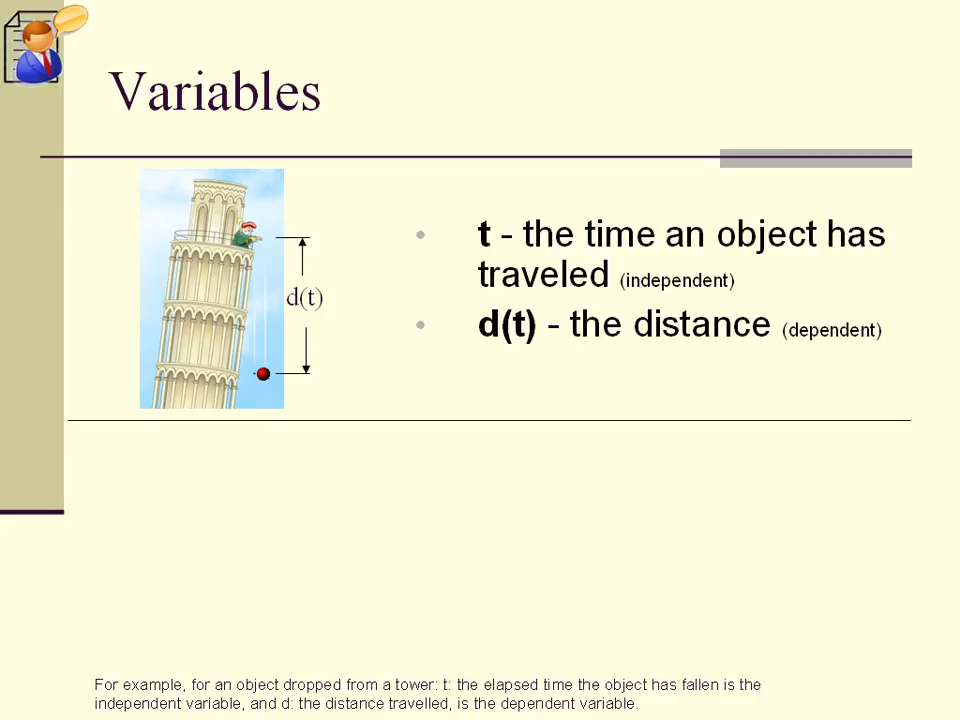 Variables
d(t)
• t - the time an object has
traveled (independent)
• d(t) - the distance (dependent)
For example, for an object dropped from a tower: t: the elapsed time the object has fallen is the
independent variable, and d: the distance travelled, is the dependent variable.